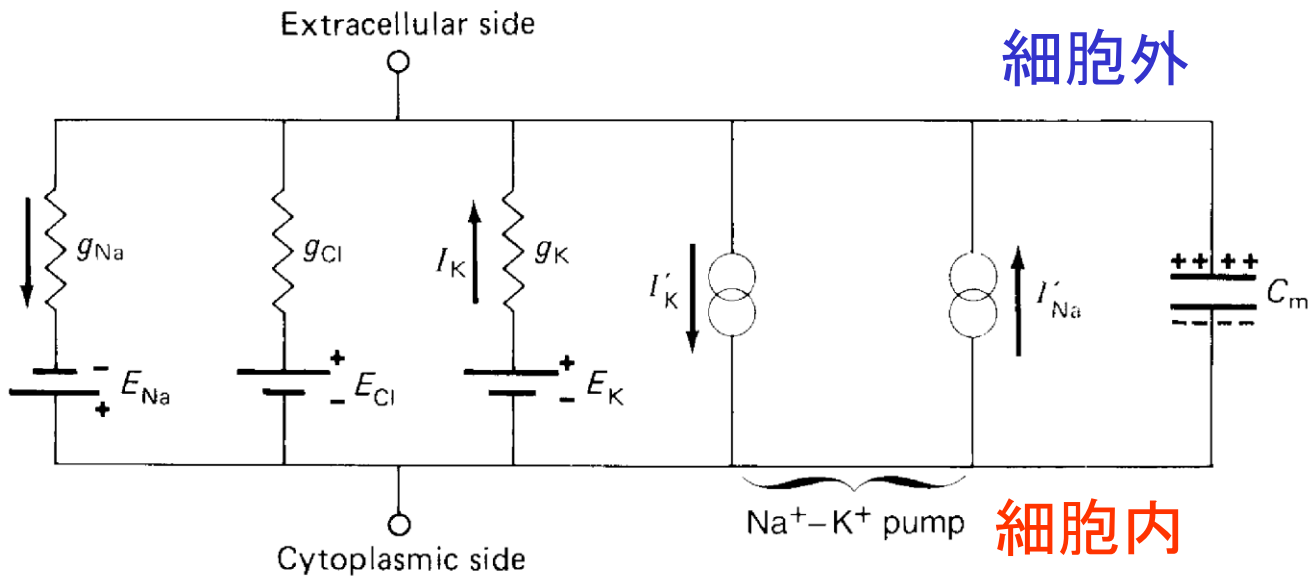 Extracellular side
細胞外
g_Na
g_Cl
I_K
g_K
I'_K
I'_Na
+ + + +
C_m
- - - -
- E_Na +
+ E_Cl -
+ E_K -
Na⁺–K⁺ pump
細胞内
Cytoplasmic side